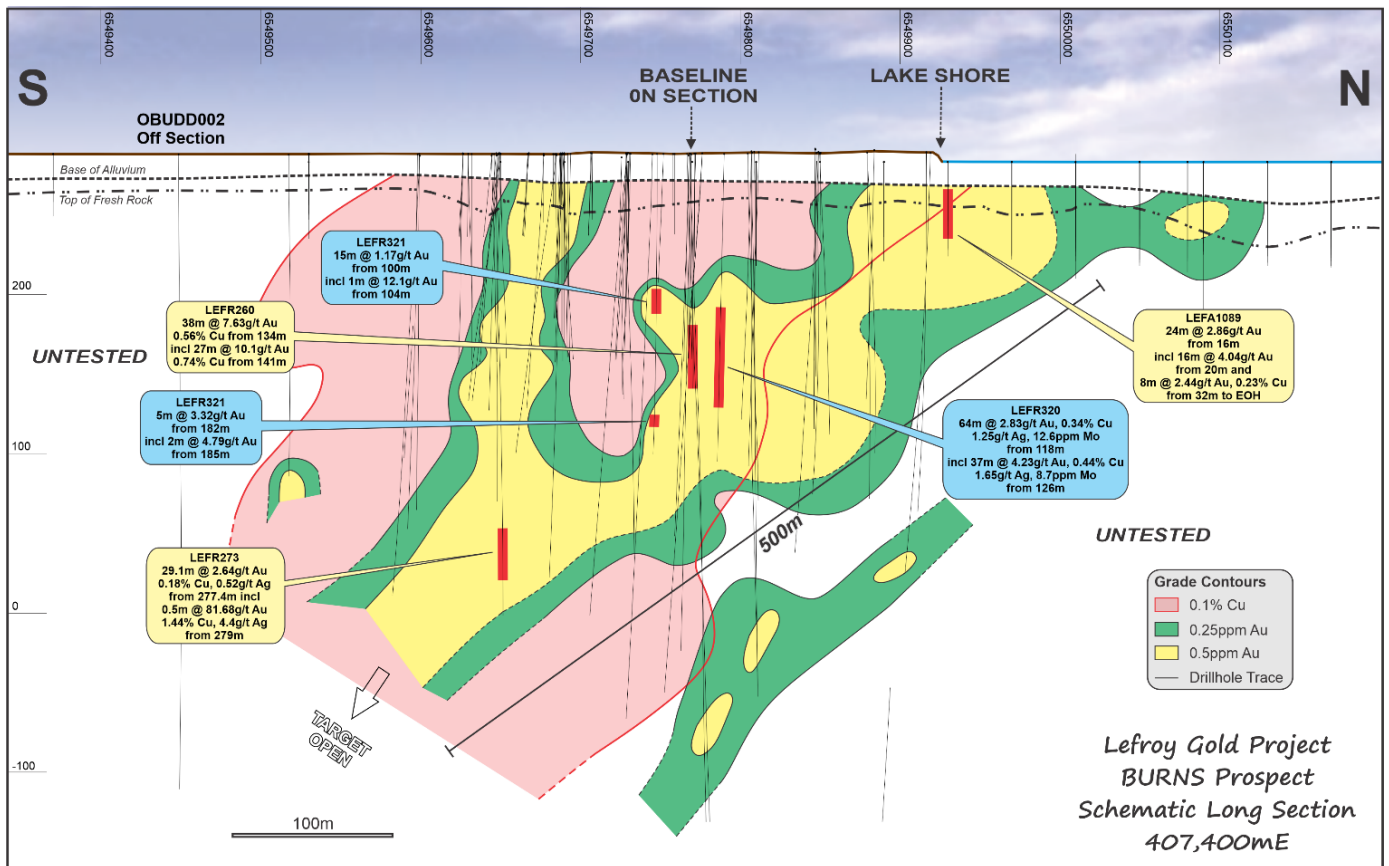 6549400
6549500
6549600
6549700
6549800
6549900
6550000
6550100
S
N
BASELINE
0N SECTION
LAKE SHORE
OBUDD002
Off Section
Base of Alluvium
Top of Fresh Rock
200
100
0
-100
UNTESTED
LEFR321
15m @ 1.17g/t Au
from 100m
incl 1m @ 12.1g/t Au
from 104m
LEFR260
38m @ 7.63g/t Au
0.56% Cu from 134m
incl 27m @ 10.1g/t Au
0.74% Cu from 141m
LEFR321
5m @ 3.32g/t Au
from 182m
incl 2m @ 4.79g/t Au
from 185m
LEFR273
29.1m @ 2.64g/t Au
0.18% Cu, 0.52g/t Ag
from 277.4m incl
0.5m @ 81.68g/t Au
1.44% Cu, 4.4g/t Ag
from 279m
LEFA1089
24m @ 2.86g/t Au
from 16m
incl 16m @ 4.04g/t Au
from 20m and
8m @ 2.44g/t Au, 0.23% Cu
from 32m to EOH
LEFR320
64m @ 2.83g/t Au, 0.34% Cu
1.25g/t Ag, 12.6ppm Mo
from 118m
incl 37m @ 4.23g/t Au, 0.44% Cu
1.65g/t Ag, 8.7ppm Mo
from 126m
500m
UNTESTED
TARGET
OPEN
Grade Contours
0.1% Cu
0.25ppm Au
0.5ppm Au
Drillhole Trace
100m
Lefroy Gold Project
BURNS Prospect
Schematic Long Section
407,400mE